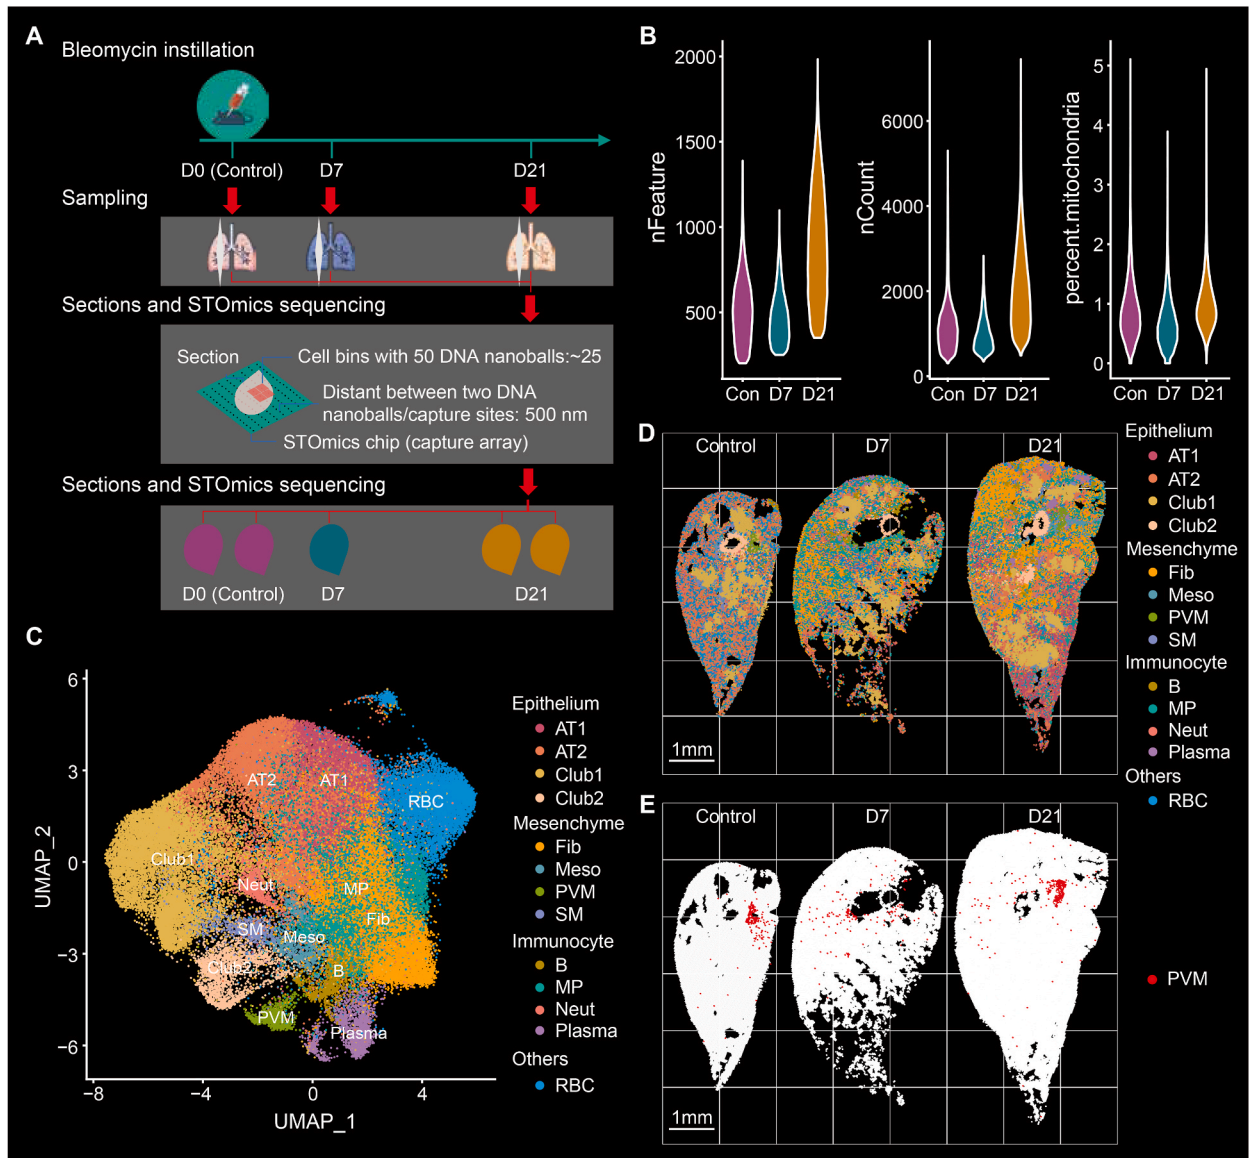 A
Bleomycin instillation
D0 (Control)
D7
D21
Sampling
Sections and STOmics sequencing
Section
Cell bins with 50 DNA nanoballs:~25
Distant between two DNA
nanoballs/capture sites: 500 nm
STOmics chip (capture array)
Sections and STOmics sequencing
D0 (Control)
D7
D21
B
nFeature
2000
1500
1000
500
Con D7 D21
nCount
6000
4000
2000
0
Con D7 D21
percent.mitochondria
5
4
3
2
1
0
Con D7 D21
C
UMAP_2
6
3
0
−3
−6
−8
−4
0
4
UMAP_1
AT2
AT1
RBC
Club1
Neut
MP
Fib
SM
Meso
Club2
B
PVM
Plasma
Epithelium
AT1
AT2
Club1
Club2
Mesenchyme
Fib
Meso
PVM
SM
Immunocyte
B
MP
Neut
Plasma
Others
RBC
D
Control
D7
D21
1mm
Epithelium
AT1
AT2
Club1
Club2
Mesenchyme
Fib
Meso
PVM
SM
Immunocyte
B
MP
Neut
Plasma
Others
RBC
E
Control
D7
D21
1mm
PVM